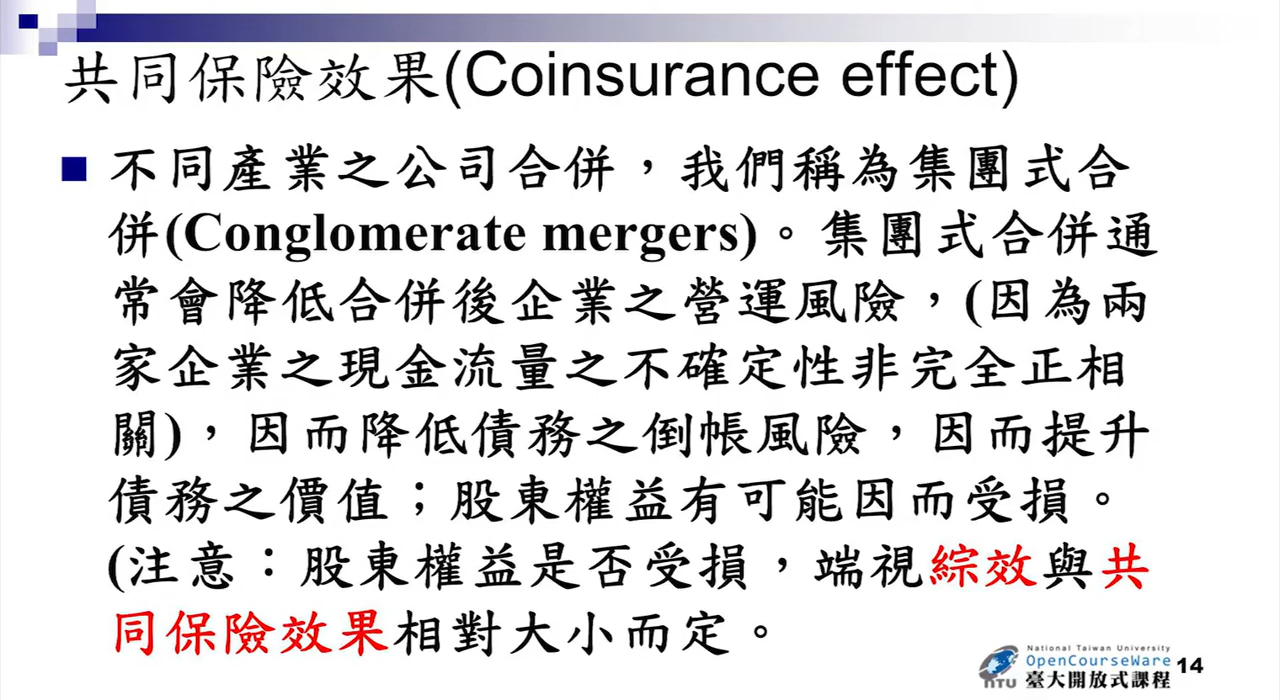 共同保險效果(Coinsurance effect)
不同產業之公司合併，我們稱為集團式合
併(Conglomerate mergers)。集團式合併通
常會降低合併後企業之營運風險，(因為兩
家企業之現金流量之不確定性非完全正相
關)，因而降低債務之倒帳風險，因而提升
債務之價值；股東權益有可能因而受損。
(注意：股東權益是否受損，端視綜效與共
同保險效果相對大小而定。
National Taiwan University
OpenCourseWare
NTU 臺大開放式課程
14